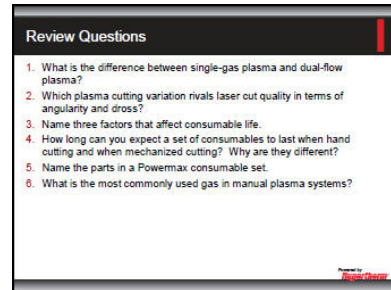 Review Questions
1. What is the difference between single-gas plasma and dual-flow
plasma?
2. Which plasma cutting variation rivals laser cut quality in terms of
angularity and dross?
3. Name three factors that affect consumable life.
4. How long can you expect a set of consumables to last when hand
cutting and when mechanized cutting? Why are they different?
5. Name the parts in a Powermax consumable set.
6. What is the most commonly used gas in manual plasma systems?
Powered by
Hypertherm